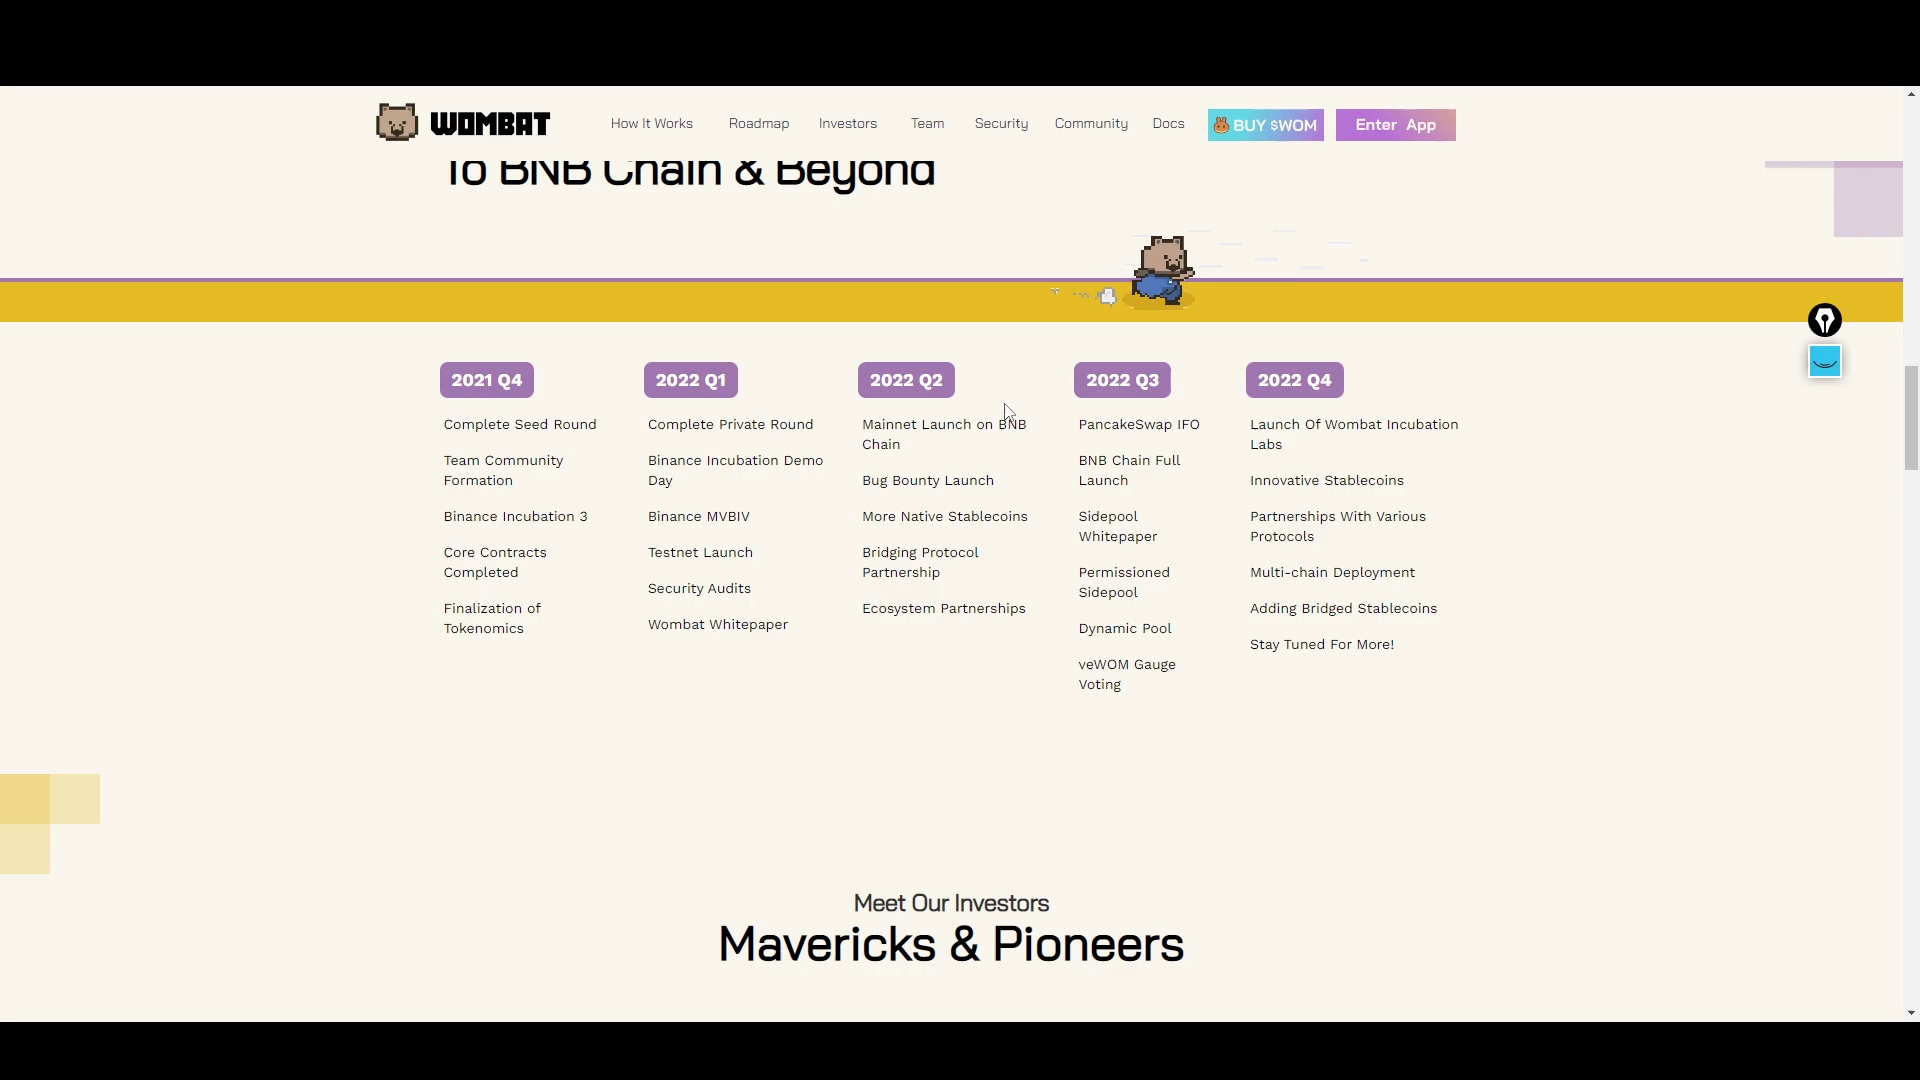 WOMBAT
How It Works
Roadmap
Investors
Team
Security
Community
Docs
BUY $WOM
Enter App
To BNB Chain & Beyond
2021 Q4
Complete Seed Round
Team Community
Formation
Binance Incubation 3
Core Contracts
Completed
Finalization of
Tokenomics
2022 Q1
Complete Private Round
Binance Incubation Demo
Day
Binance MVBIV
Testnet Launch
Security Audits
Wombat Whitepaper
2022 Q2
Mainnet Launch on BNB
Chain
Bug Bounty Launch
More Native Stablecoins
Bridging Protocol
Partnership
Ecosystem Partnerships
2022 Q3
PancakeSwap IFO
BNB Chain Full
Launch
Sidepool
Whitepaper
Permissioned
Sidepool
Dynamic Pool
veWOM Gauge
Voting
2022 Q4
Launch Of Wombat Incubation
Labs
Innovative Stablecoins
Partnerships With Various
Protocols
Multi-chain Deployment
Adding Bridged Stablecoins
Stay Tuned For More!
Meet Our Investors
Mavericks & Pioneers